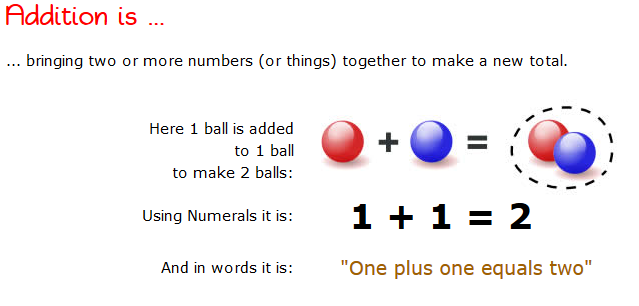 Addition is ...
... bringing two or more numbers (or things) together to make a new total.
Here 1 ball is added
to 1 ball
to make 2 balls:
+ =
Using Numerals it is:
1 + 1 = 2
And in words it is:
"One plus one equals two"